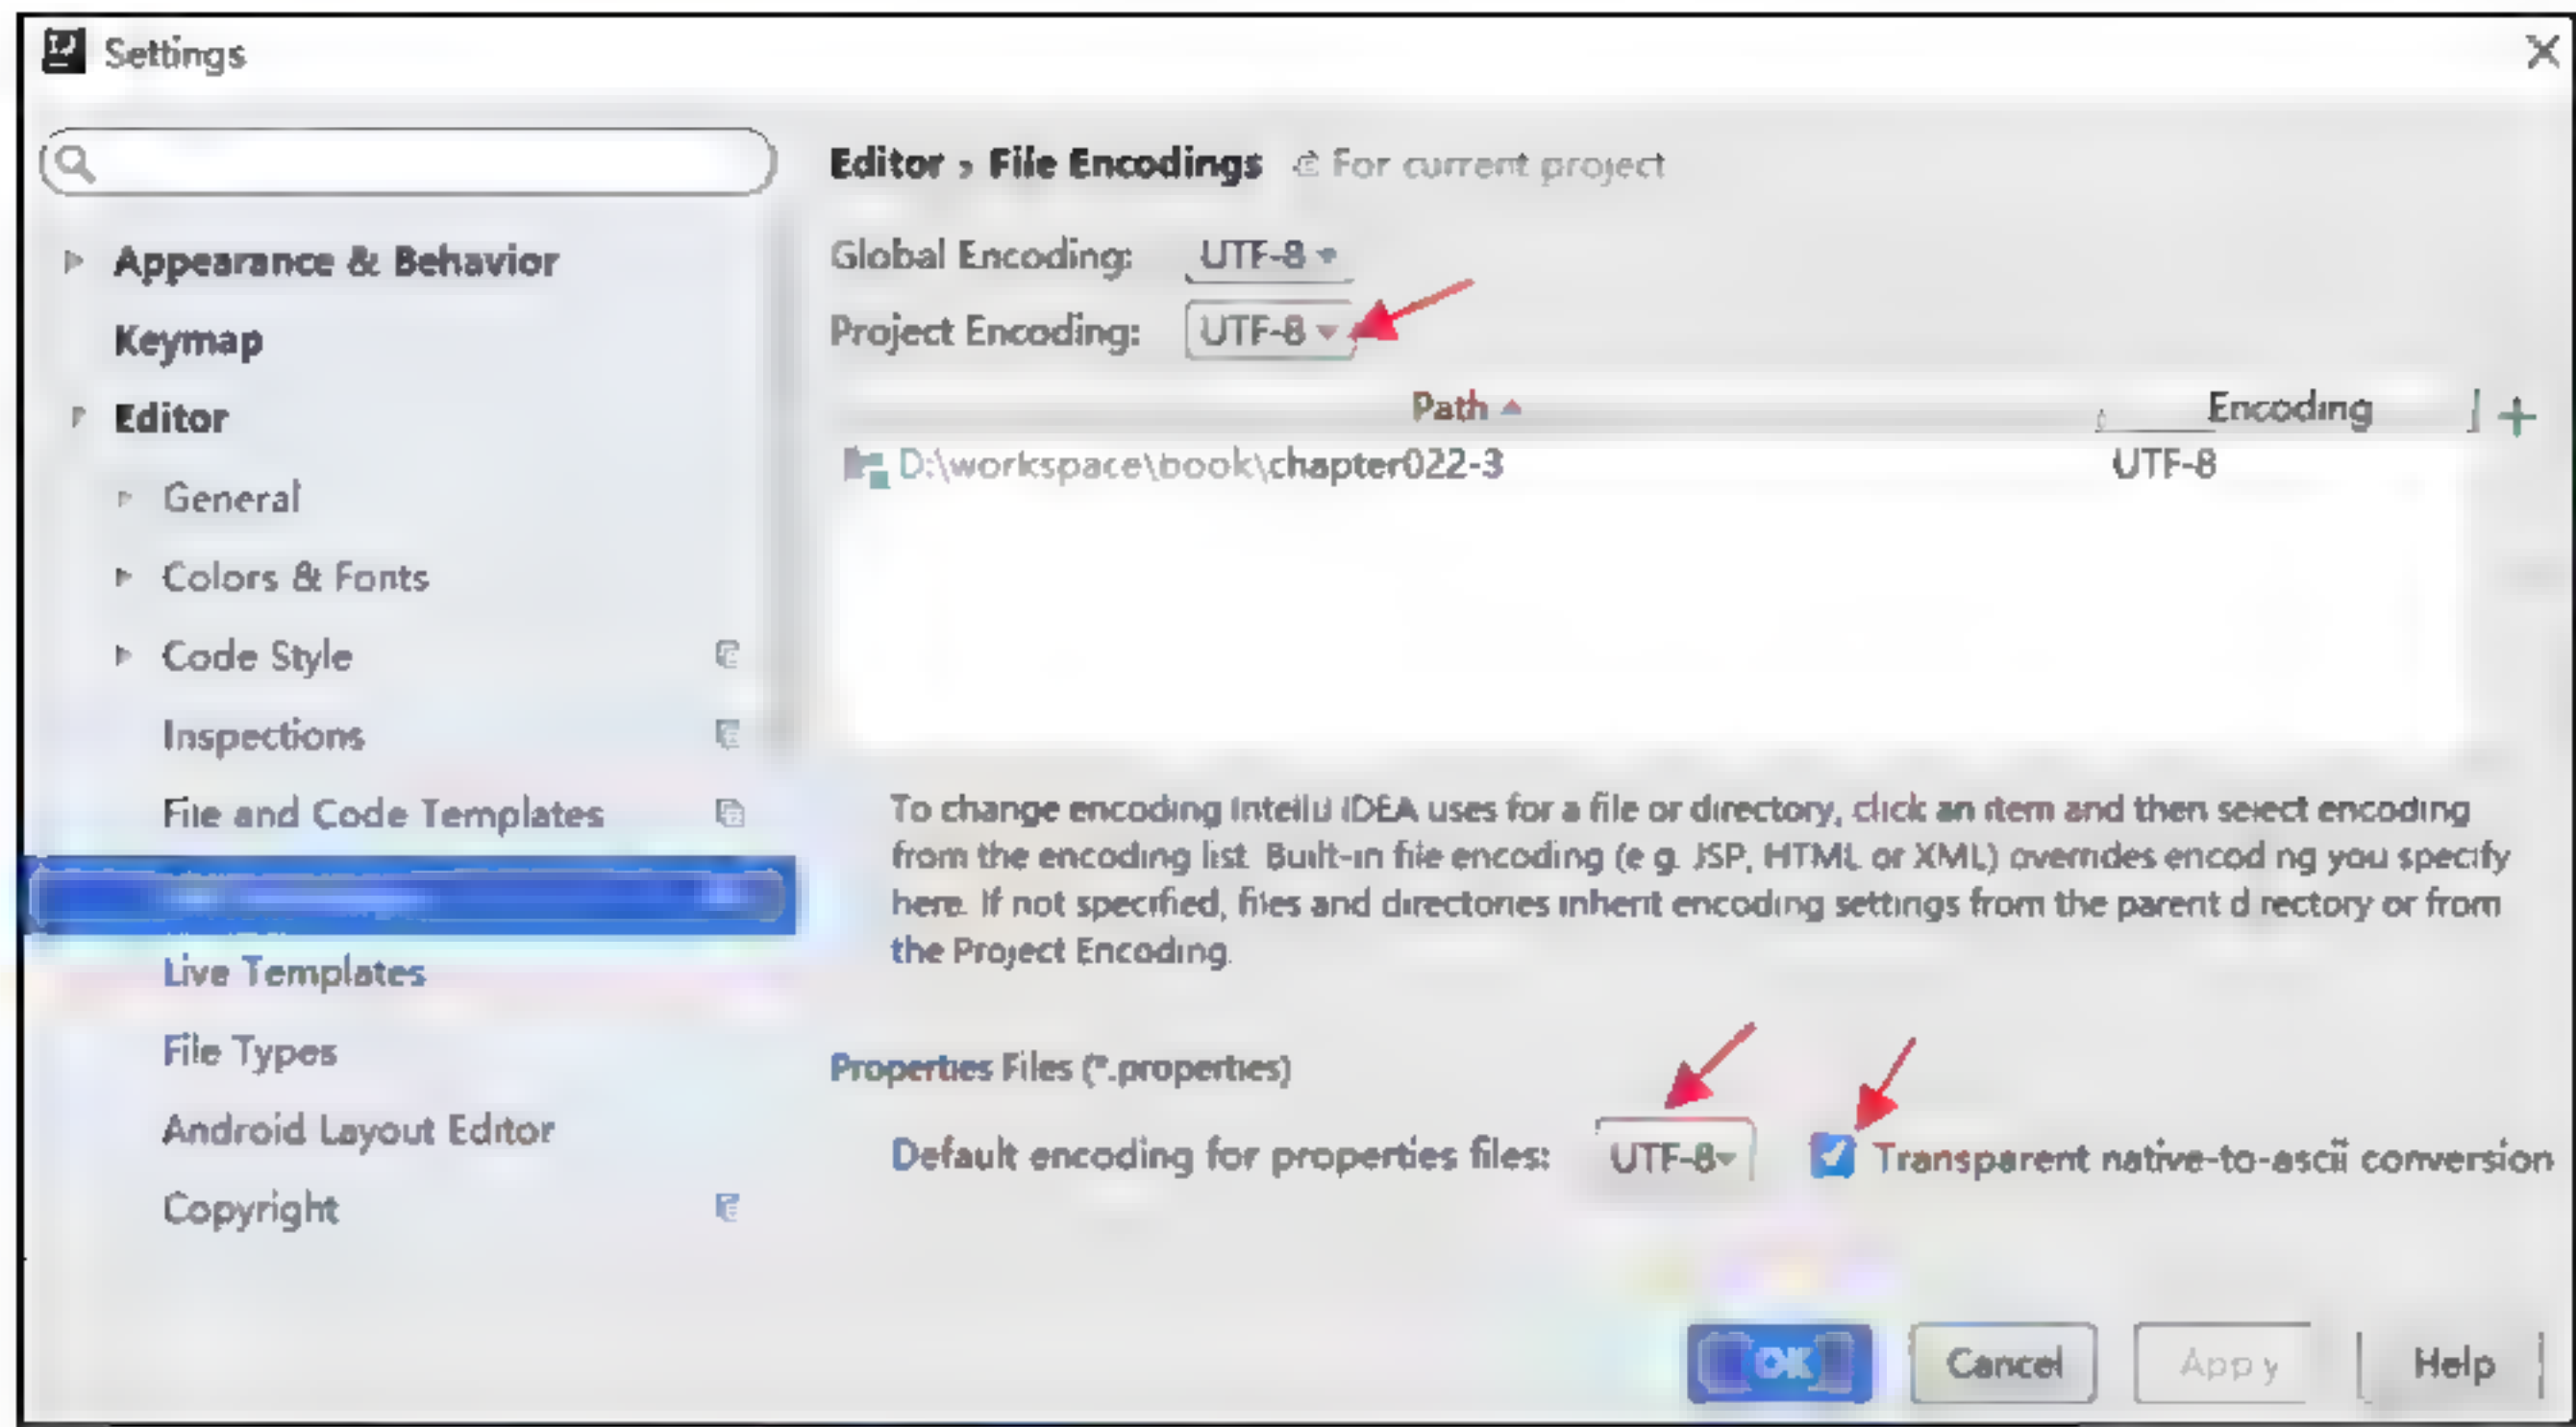 Settings
Editor › File Encodings For current project
Appearance & Behavior
Keymap
Editor
General
Colors & Fonts
Code Style
Inspections
File and Code Templates
Live Templates
File Types
Android Layout Editor
Copyright
Global Encoding: UTF-8
Project Encoding: UTF-8
Path Encoding
D:\workspace\book\chapter022-3 UTF-8
To change encoding IntelliJ IDEA uses for a file or directory, click an item and then select encoding
from the encoding list. Built-in file encoding (e.g. JSP, HTML or XML) overrides encoding you specify
here. If not specified, files and directories inherit encoding settings from the parent directory or from
the Project Encoding.
Properties Files (*.properties)
Default encoding for properties files: UTF-8 Transparent native-to-ascii conversion
OK Cancel Apply Help